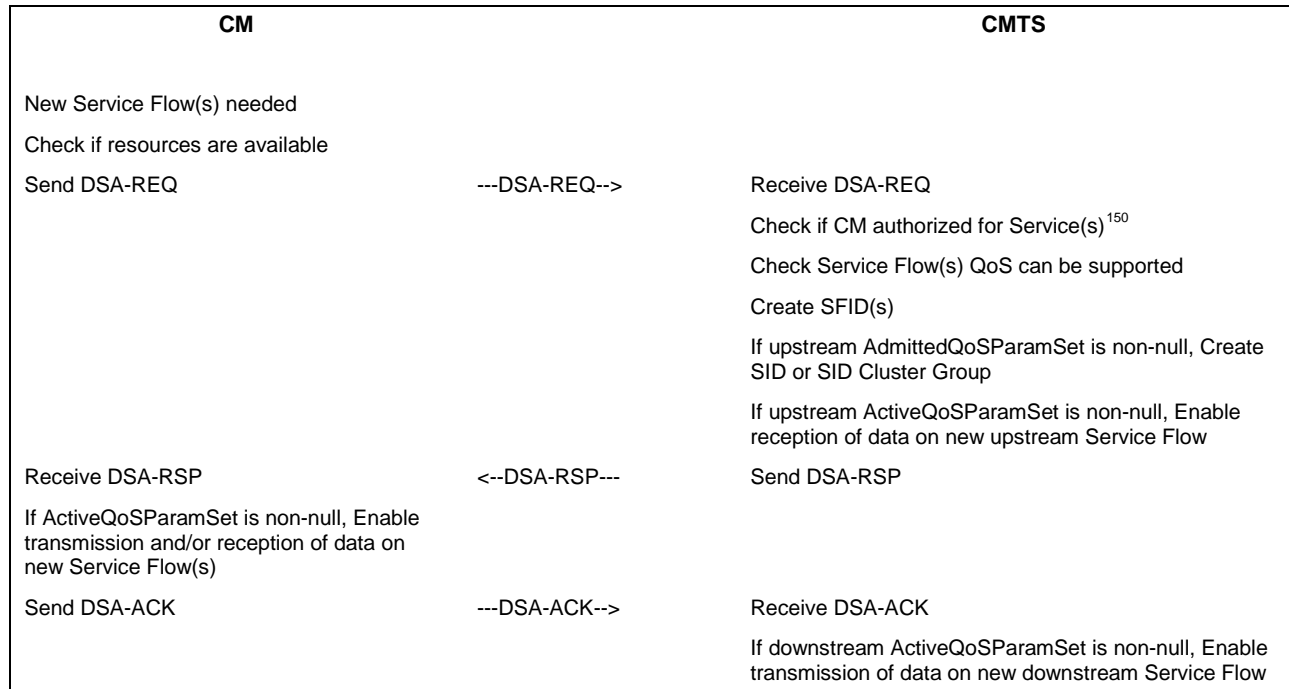 CM CMTS
New Service Flow(s) needed
Check if resources are available
Send DSA-REQ ---DSA-REQ--> Receive DSA-REQ
Check if CM authorized for Service(s)150
Check Service Flow(s) QoS can be supported
Create SFID(s)
If upstream AdmittedQoSParamSet is non-null, Create
SID or SID Cluster Group
If upstream ActiveQoSParamSet is non-null, Enable
reception of data on new upstream Service Flow
Receive DSA-RSP <--DSA-RSP--- Send DSA-RSP
If ActiveQoSParamSet is non-null, Enable
transmission and/or reception of data on
new Service Flow(s)
Send DSA-ACK ---DSA-ACK--> Receive DSA-ACK
If downstream ActiveQoSParamSet is non-null, Enable
transmission of data on new downstream Service Flow